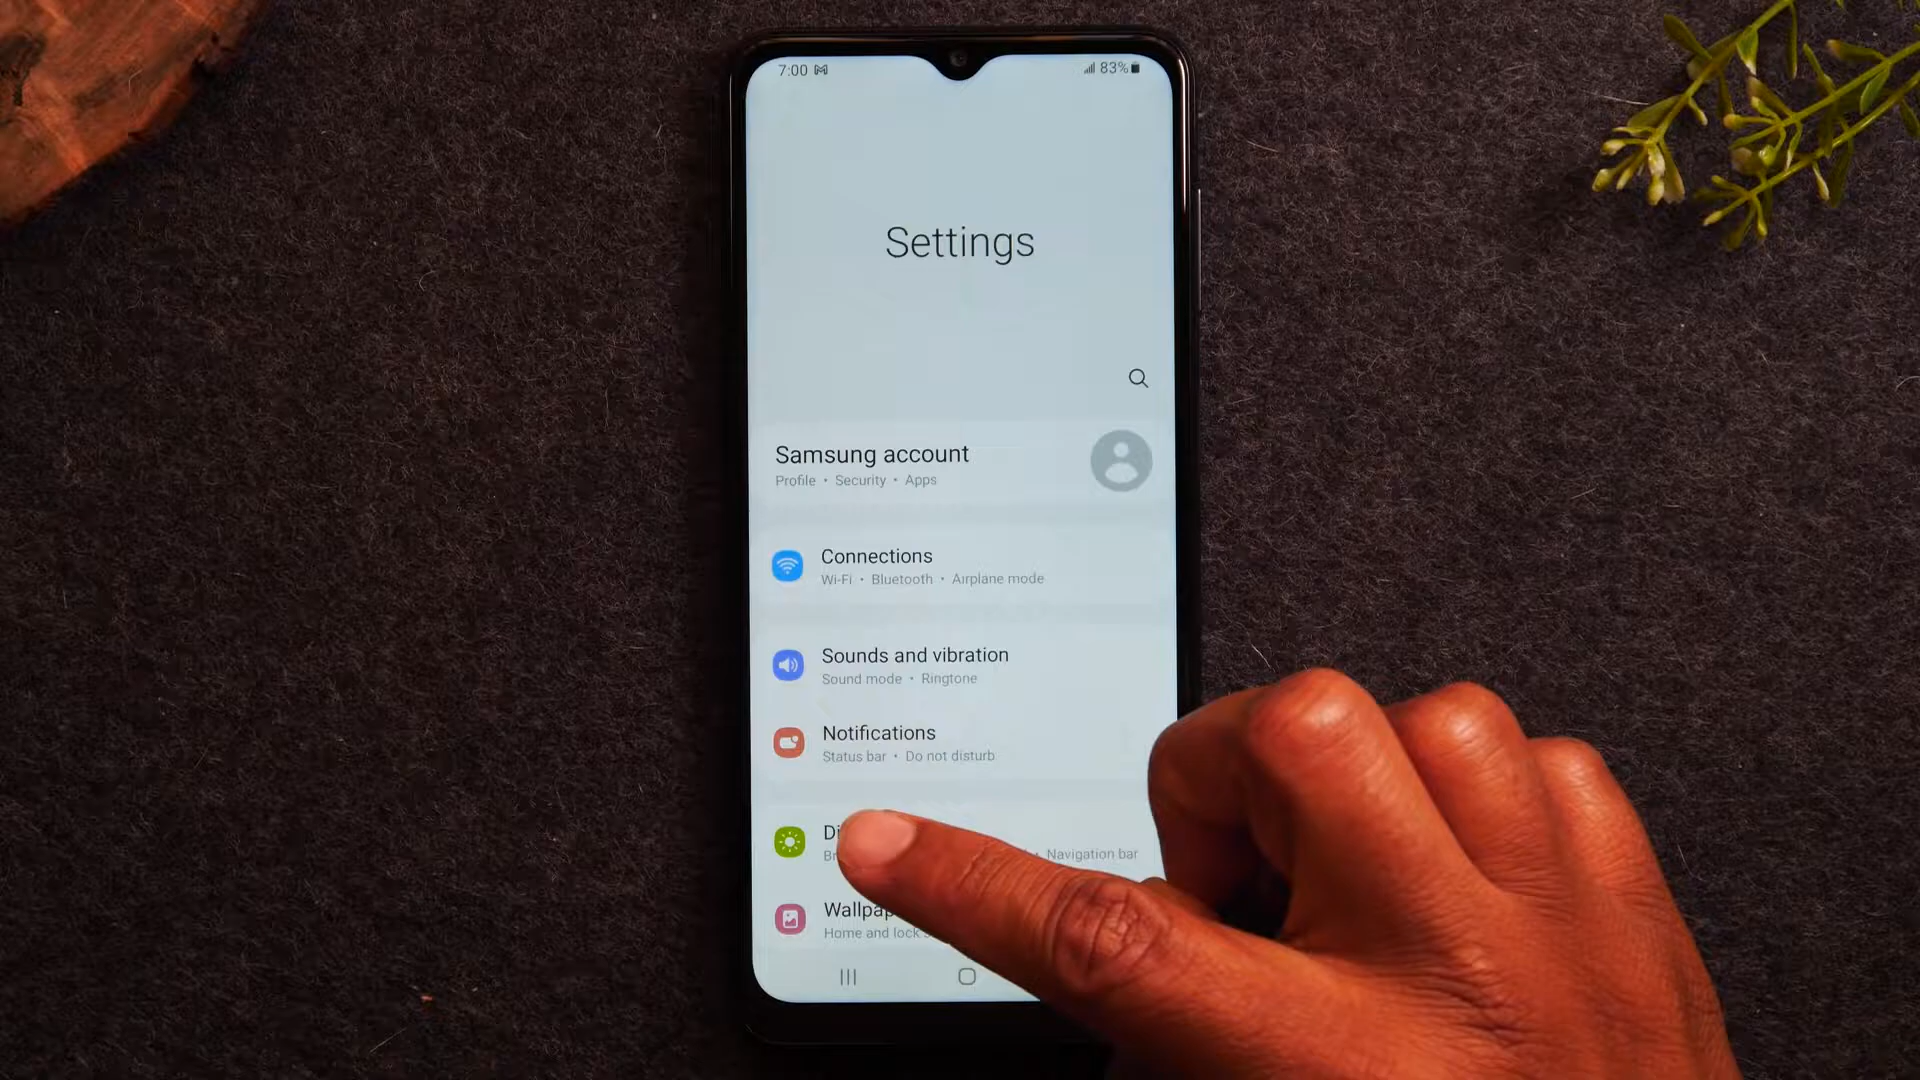 7:00 83%
Settings
Samsung account
Profile • Security • Apps
Connections
Wi-Fi • Bluetooth • Airplane mode
Sounds and vibration
Sound mode • Ringtone
Notifications
Status bar • Do not disturb
• Navigation bar
Home and lock